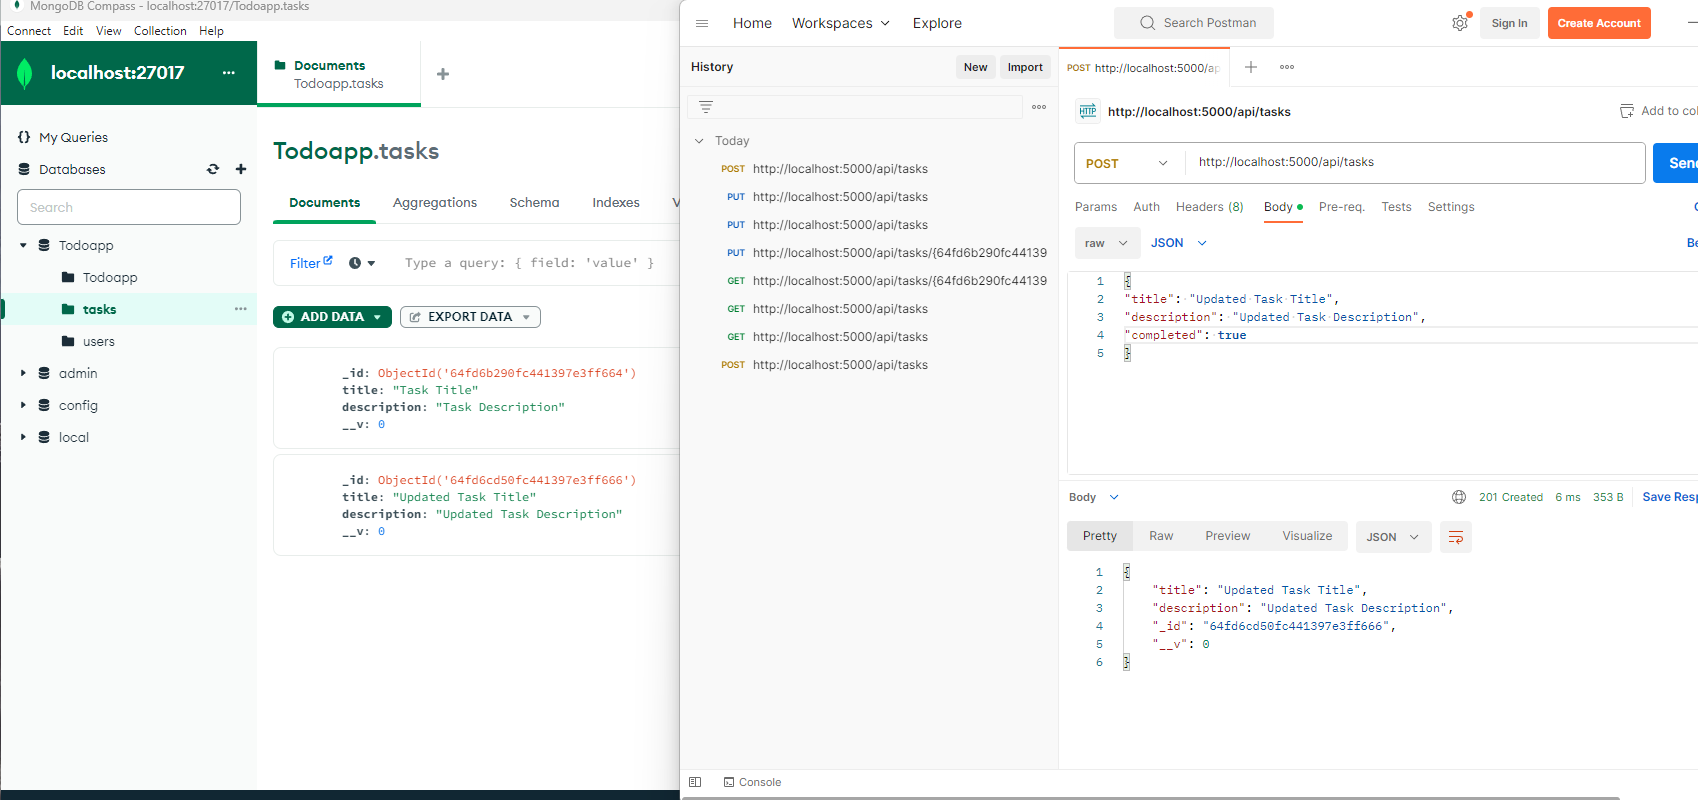 MongoDB Compass - localhost:27017/Todoapp.tasks
Connect Edit View Collection Help
localhost:27017 ...
{} My Queries
Databases
Search
Todoapp
Todoapp
tasks
users
admin
config
local
Documents
Todoapp.tasks
Todoapp.tasks
Documents Aggregations Schema Indexes V
Filter Type a query: { field: 'value' }
ADD DATA EXPORT DATA
_id: ObjectId('64fd6b290fc441397e3ff664')
title: "Task Title"
description: "Task Description"
__v: 0
_id: ObjectId('64fd6cd50fc441397e3ff666')
title: "Updated Task Title"
description: "Updated Task Description"
__v: 0
Home Workspaces Explore Search Postman Sign In Create Account
History New Import
Today
POST http://localhost:5000/api/tasks
PUT http://localhost:5000/api/tasks
PUT http://localhost:5000/api/tasks
PUT http://localhost:5000/api/tasks/{64fd6b290fc44139
GET http://localhost:5000/api/tasks/{64fd6b290fc44139
GET http://localhost:5000/api/tasks
GET http://localhost:5000/api/tasks
POST http://localhost:5000/api/tasks
Console
POST http://localhost:5000/ap
HTTP http://localhost:5000/api/tasks Add to col
POST http://localhost:5000/api/tasks Send
Params Auth Headers (8) Body Pre-req. Tests Settings C
raw JSON Be
1 {
2 "title": "Updated Task Title",
3 "description": "Updated Task Description",
4 "completed": true
5 }
Body 201 Created 6 ms 353 B Save Resp
Pretty Raw Preview Visualize JSON
1 {
2 "title": "Updated Task Title",
3 "description": "Updated Task Description",
4 "_id": "64fd6cd50fc441397e3ff666",
5 "__v": 0
6 }